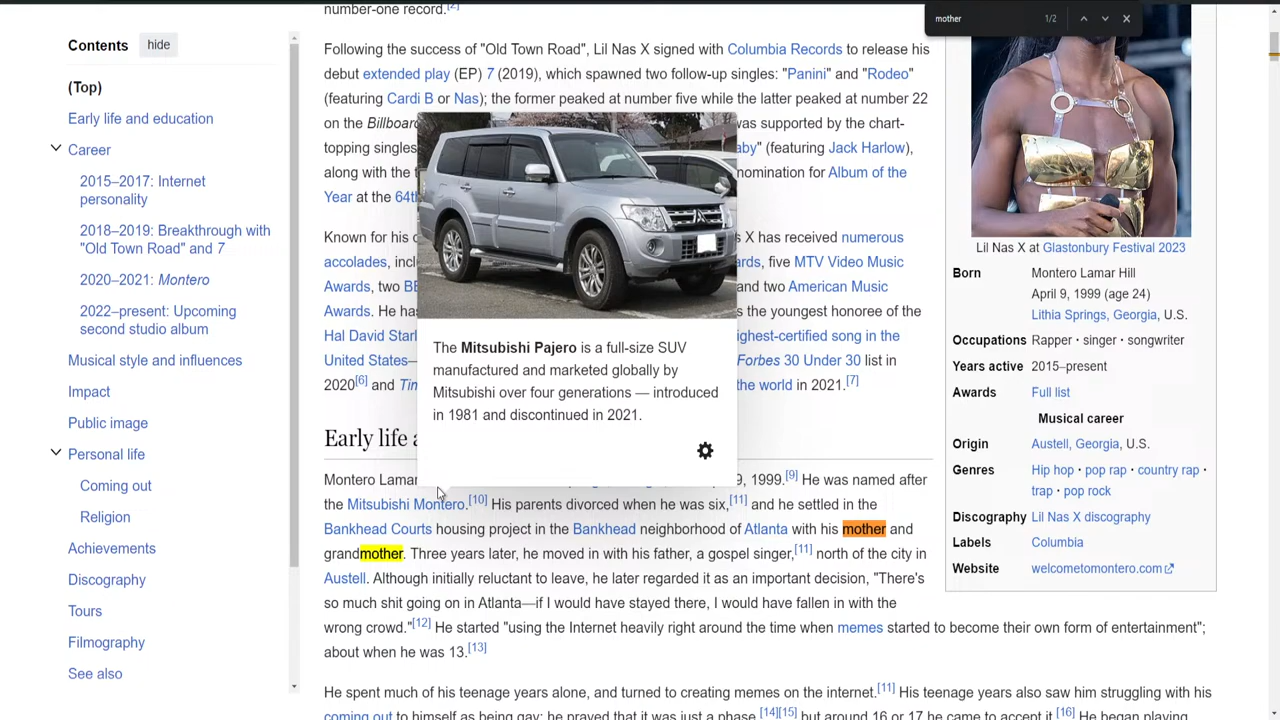 mother
1/2
Contents hide
(Top)
Early life and education
Career
2015–2017: Internet
personality
2018–2019: Breakthrough with
"Old Town Road" and 7
2020–2021: Montero
2022–present: Upcoming
second studio album
Musical style and influences
Impact
Public image
Personal life
Coming out
Religion
Achievements
Discography
Tours
Filmography
See also
number-one record.[2]
Following the success of "Old Town Road", Lil Nas X signed with Columbia Records to release his
debut extended play (EP) 7 (2019), which spawned two follow-up singles: "Panini" and "Rodeo"
(featuring Cardi B or Nas); the former peaked at number five while the latter peaked at number 22
on the Billboar was supported by the chart-
topping singles aby" (featuring Jack Harlow),
along with the nomination for Album of the
Year at the 64t
Known for his s X has received numerous
accolades, incl rds, five MTV Video Music
Awards, two and two American Music
Awards. He ha s the youngest honoree of the
Hal David Star ighest-certified song in the
United States— Forbes 30 Under 30 list in
2020[6] and the world in 2021.[7]
The Mitsubishi Pajero is a full-size SUV
manufactured and marketed globally by
Mitsubishi over four generations — introduced
in 1981 and discontinued in 2021.
Early life
Montero Lamar 9, 1999.[9] He was named after
the Mitsubishi Montero.[10] His parents divorced when he was six,[11] and he settled in the
Bankhead Courts housing project in the Bankhead neighborhood of Atlanta with his mother and
grandmother. Three years later, he moved in with his father, a gospel singer,[11] north of the city in
Austell. Although initially reluctant to leave, he later regarded it as an important decision, "There's
so much shit going on in Atlanta—if I would have stayed there, I would have fallen in with the
wrong crowd."[12] He started "using the Internet heavily right around the time when memes started to become their own form of entertainment";
about when he was 13.[13]
He spent much of his teenage years alone, and turned to creating memes on the internet.[11] His teenage years also saw him struggling with his
coming out to himself as being gay; he prayed that it was just a phase,[14][15] but around 16 or 17 he came to accept it.[16] He began playing
Lil Nas X at Glastonbury Festival 2023
Born Montero Lamar Hill
April 9, 1999 (age 24)
Lithia Springs, Georgia, U.S.
Occupations Rapper · singer · songwriter
Years active 2015–present
Awards Full list
Musical career
Origin Austell, Georgia, U.S.
Genres Hip hop · pop rap · country rap ·
trap · pop rock
Discography Lil Nas X discography
Labels Columbia
Website welcometomontero.com